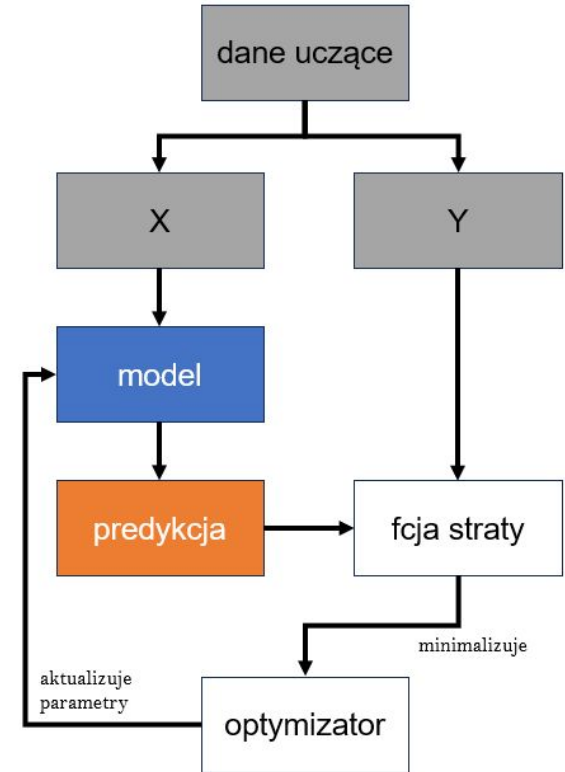 dane uczące
X
Y
model
predykcja
fcja straty
minimalizuje
aktualizuje
parametry
optymizator